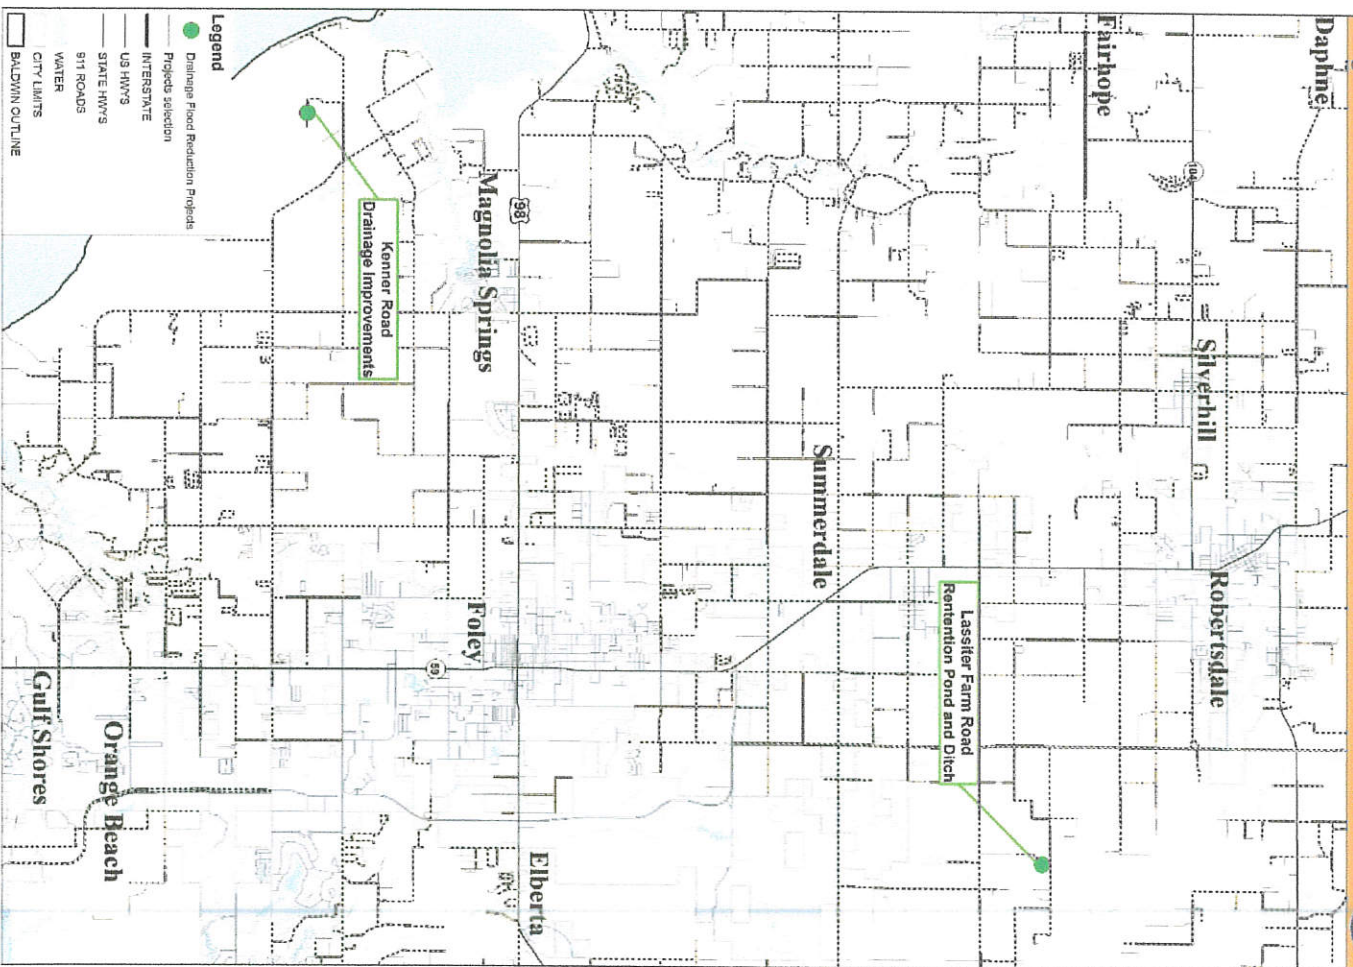 Daphne
Fairhope
104
Silverhill
Robertsdale
Lassiter Farm Road
Rentention Pond and Ditch
Summerdale
98
Magnolia Springs
Kenner Road
Drainage Improvements
Foley
59
Elberta
Orange Beach
Gulf Shores
Legend
Drainage Flood Reduction Projects
Projects selection
INTERSTATE
US HWYS
STATE HWYS
911 ROADS
WATER
CITY LIMITS
BALDWIN OUTLINE